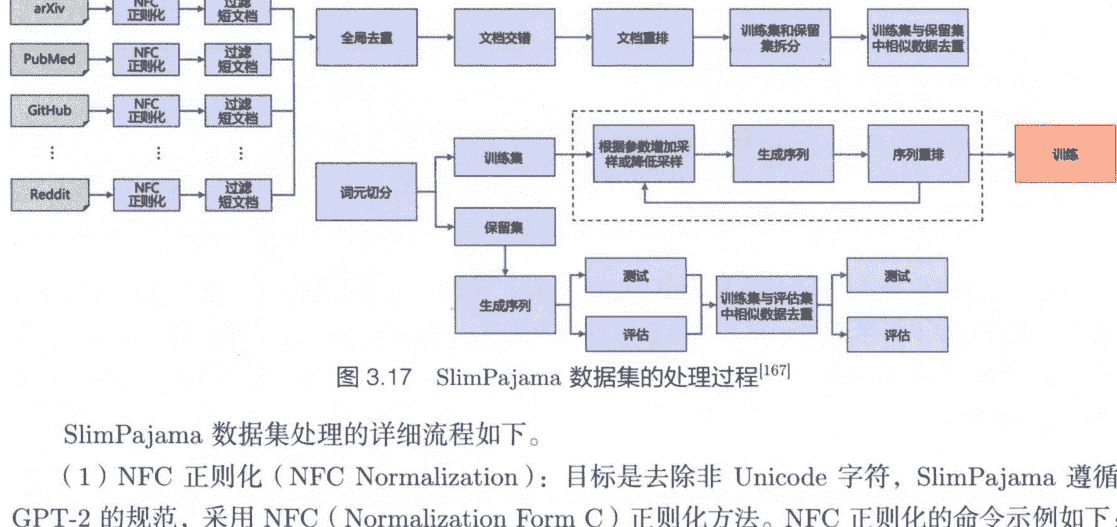 arXiv
NFC
正则化
过滤
短文档
PubMed
NFC
正则化
过滤
短文档
GitHub
NFC
正则化
过滤
短文档
Reddit
NFC
正则化
过滤
短文档
全局去重
文档交错
文档重排
训练集和保留
集拆分
训练集与保留集
中相似数据去重
词元切分
训练集
保留集
根据参数增加采
样或降低采样
生成序列
序列重排
训练
生成序列
测试
评估
训练集与评估集
中相似数据去重
测试
评估
图 3.17 SlimPajama 数据集的处理过程[167]
SlimPajama 数据集处理的详细流程如下。
(1)NFC 正则化(NFC Normalization):目标是去除非 Unicode 字符,SlimPajama 遵循
GPT-2 的规范,采用 NFC(Normalization Form C)正则化方法。NFC 正则化的命令示例如下